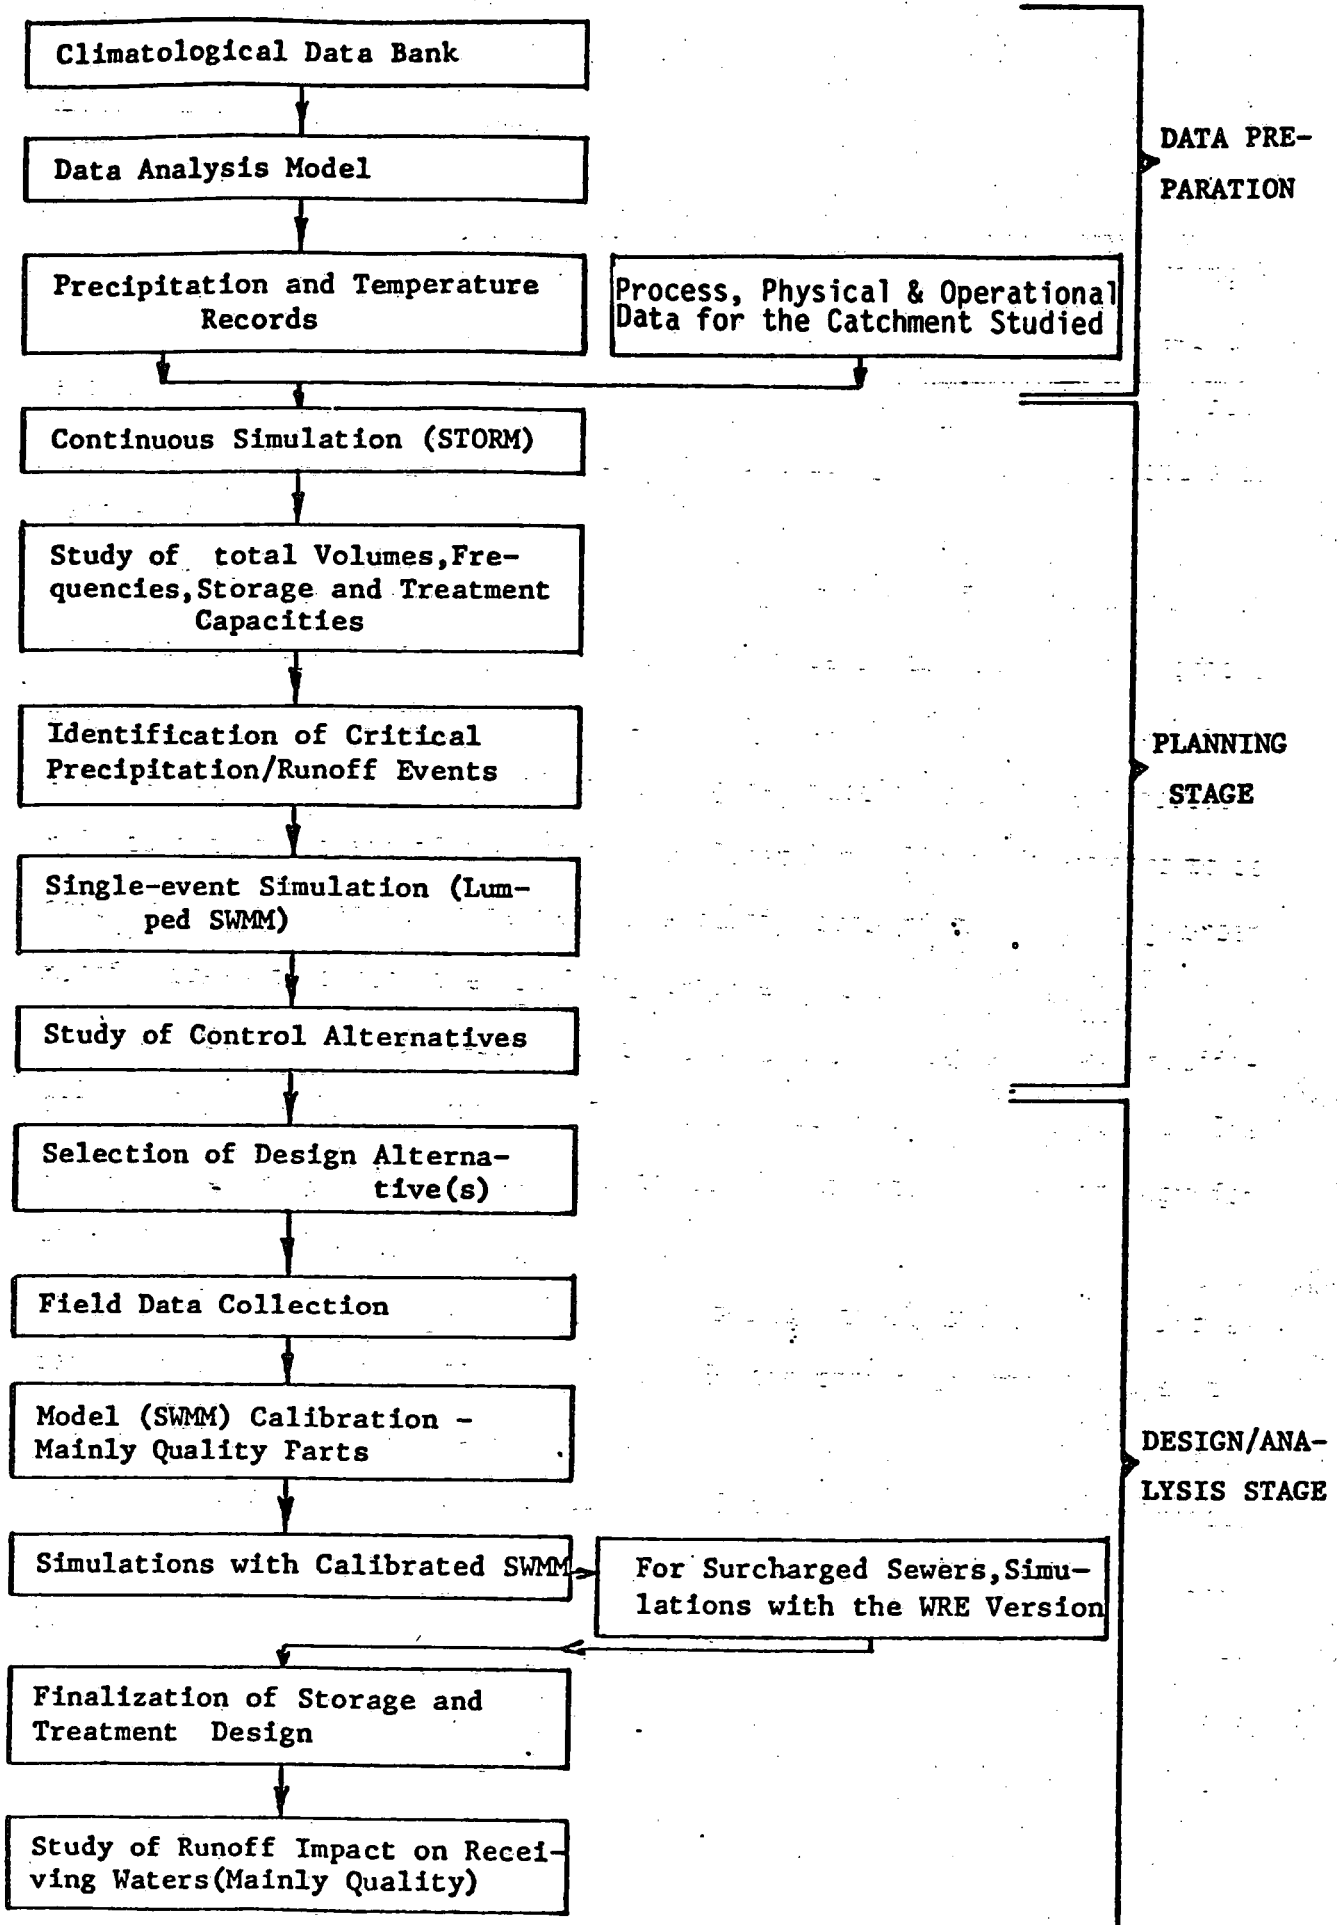 Climatological Data Bank
Data Analysis Model
DATA PRE-
PARATION
Precipitation and Temperature
Records
Process, Physical & Operational
Data for the Catchment Studied
Continuous Simulation (STORM)
Study of total Volumes,Fre-
quencies,Storage and Treatment
Capacities
Identification of Critical
Precipitation/Runoff Events
PLANNING
STAGE
Single-event Simulation (Lum-
ped SWMM)
Study of Control Alternatives
Selection of Design Alterna-
tive(s)
Field Data Collection
Model (SWMM) Calibration -
Mainly Quality Farts
DESIGN/ANA-
LYSIS STAGE
Simulations with Calibrated SWMM
For Surcharged Sewers,Simu-
lations with the WRE Version
Finalization of Storage and
Treatment Design
Study of Runoff Impact on Recei-
ving Waters(Mainly Quality)